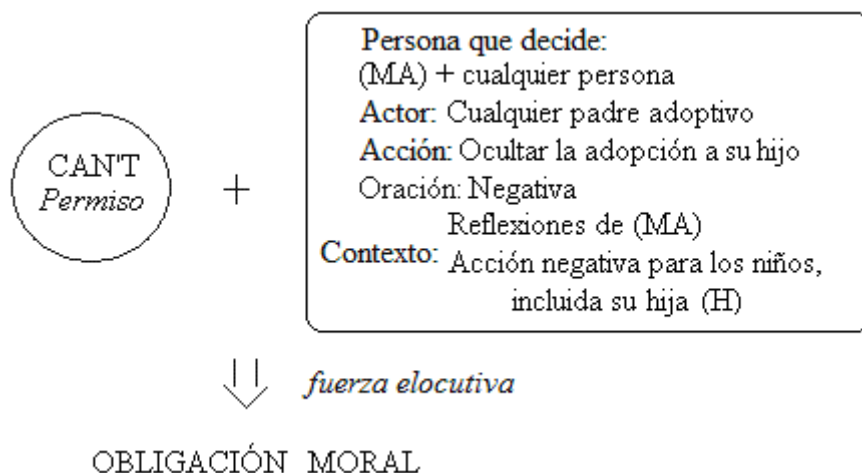 CAN'T
Permiso
+
Persona que decide:
(MA) + cualquier persona
Actor: Cualquier padre adoptivo
Acción: Ocultar la adopción a su hijo
Oración: Negativa
Contexto: Reflexiones de (MA)
Acción negativa para los niños,
incluida su hija (H)
fuerza elocutiva
OBLIGACIÓN MORAL